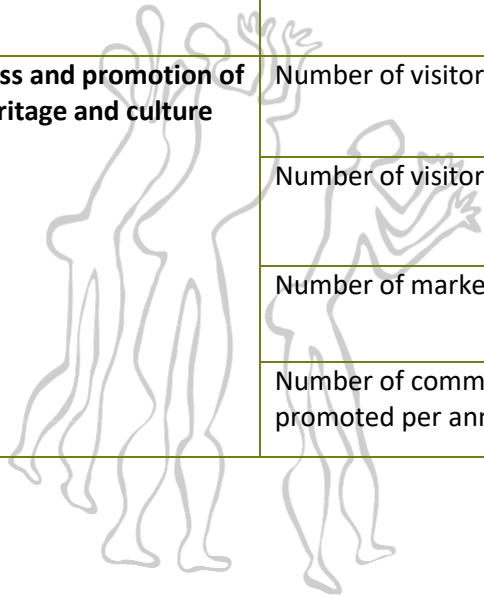 ss and promotion of
ritage and culture
Number of visitor
Number of visitor
Number of marke
Number of comm
promoted per ann